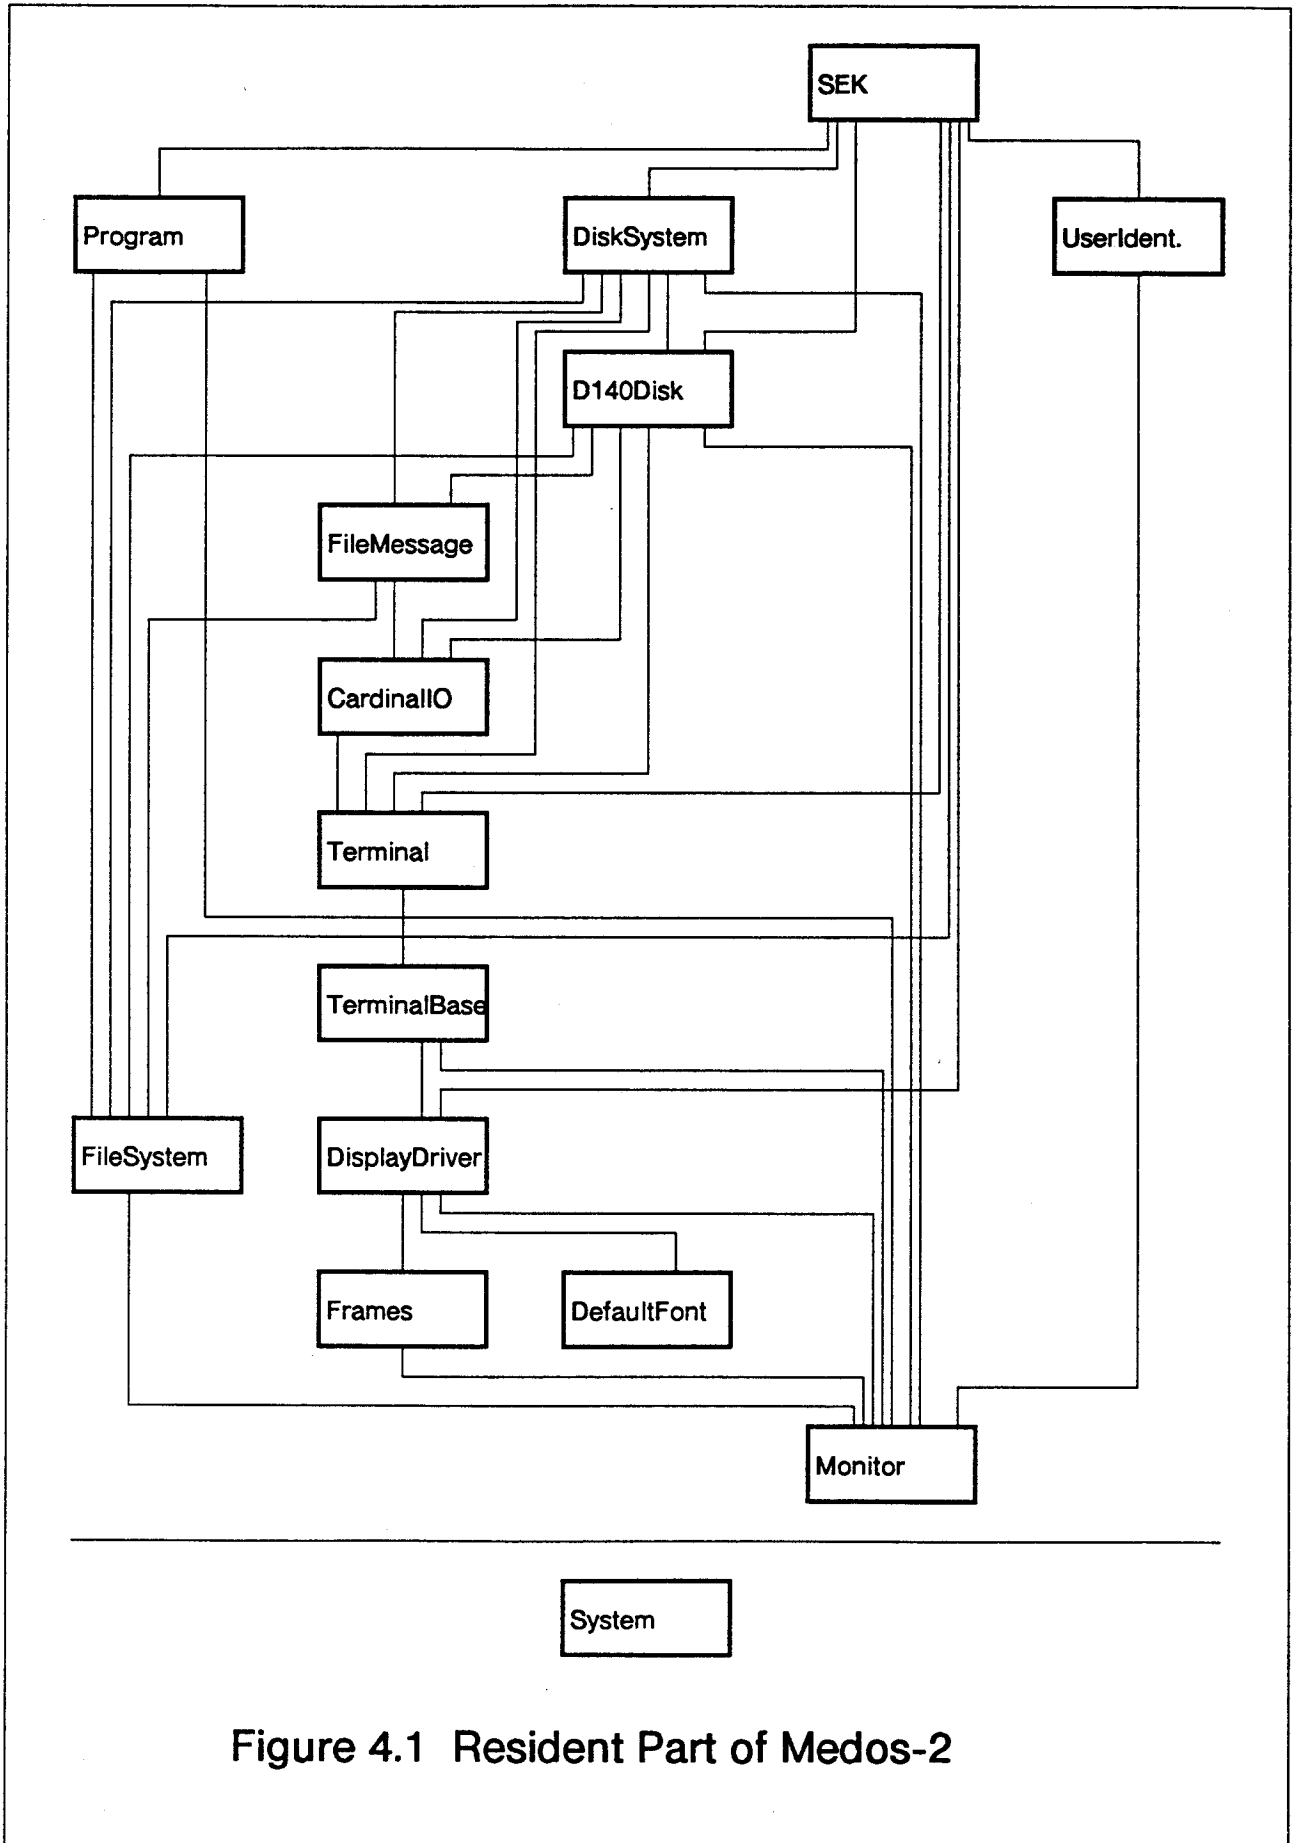 SEK
Program
DiskSystem
UserIdent.
D140Disk
FileMessage
CardinalIO
Terminal
TerminalBase
FileSystem
DisplayDriver
Frames
DefaultFont
Monitor
System
Figure 4.1 Resident Part of Medos-2